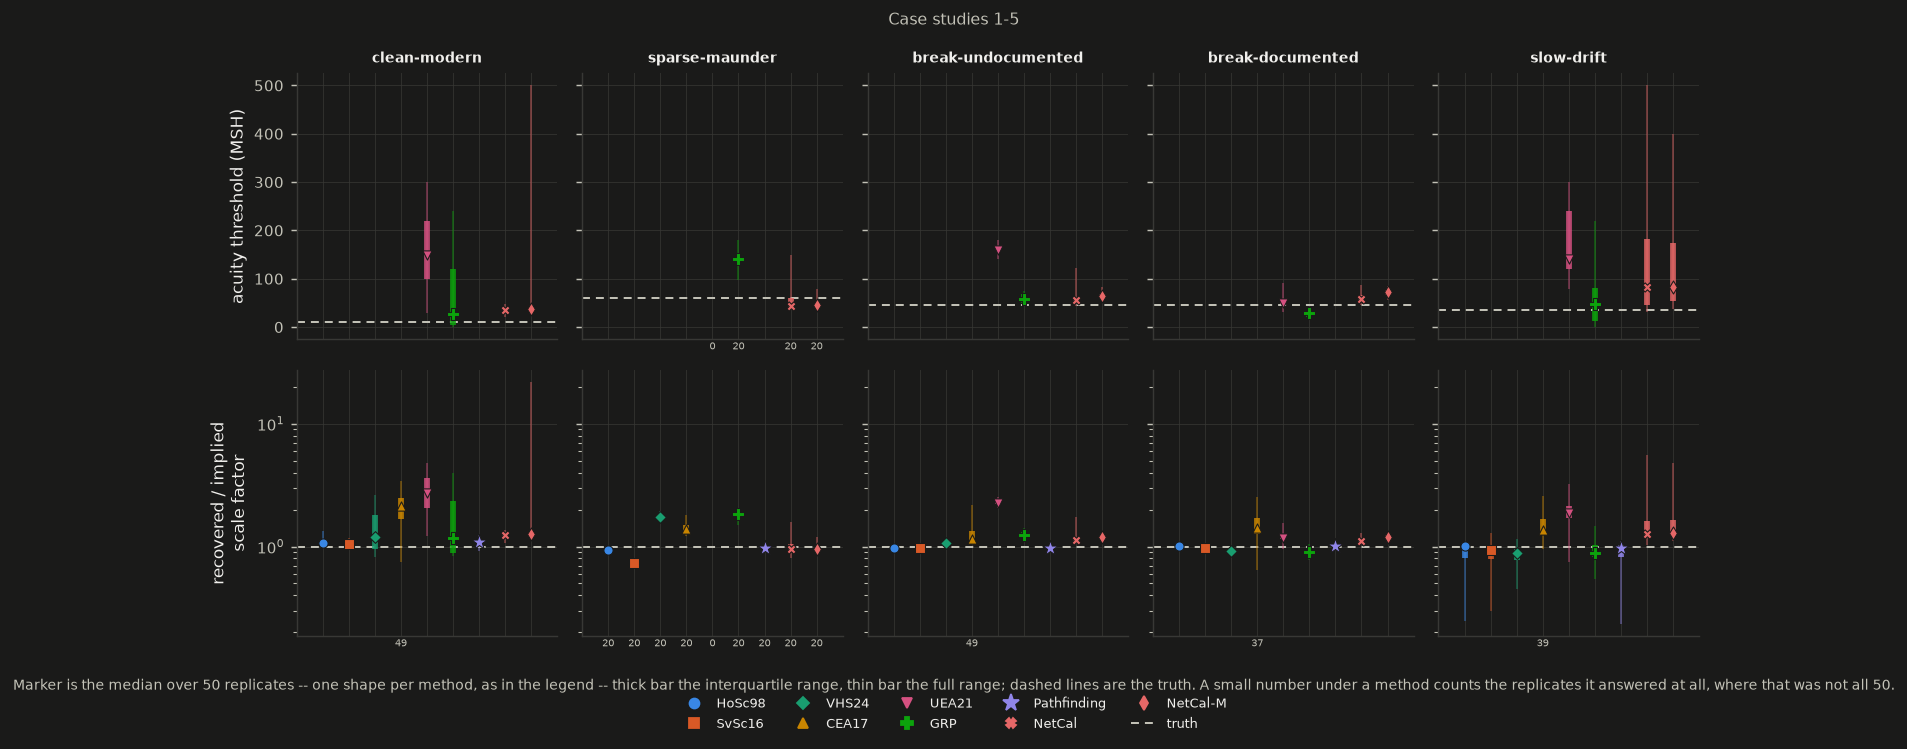 Case studies 1-5
clean-modern
sparse-maunder
break-undocumented
break-documented
slow-drift
acuity threshold (MSH)
500
400
300
200
100
0
0 20 20 20
recovered / implied
scale factor
10¹
10⁰
49
20 20 20 20 0 20 20 20 20
49
37
39
Marker is the median over 50 replicates -- one shape per method, as in the legend -- thick bar the interquartile range, thin bar the full range; dashed lines are the truth. A small number under a method counts the replicates it answered at all, where that was not all 50.
HoSc98 VHS24 UEA21 Pathfinding NetCal-M
SvSc16 CEA17 GRP NetCal truth